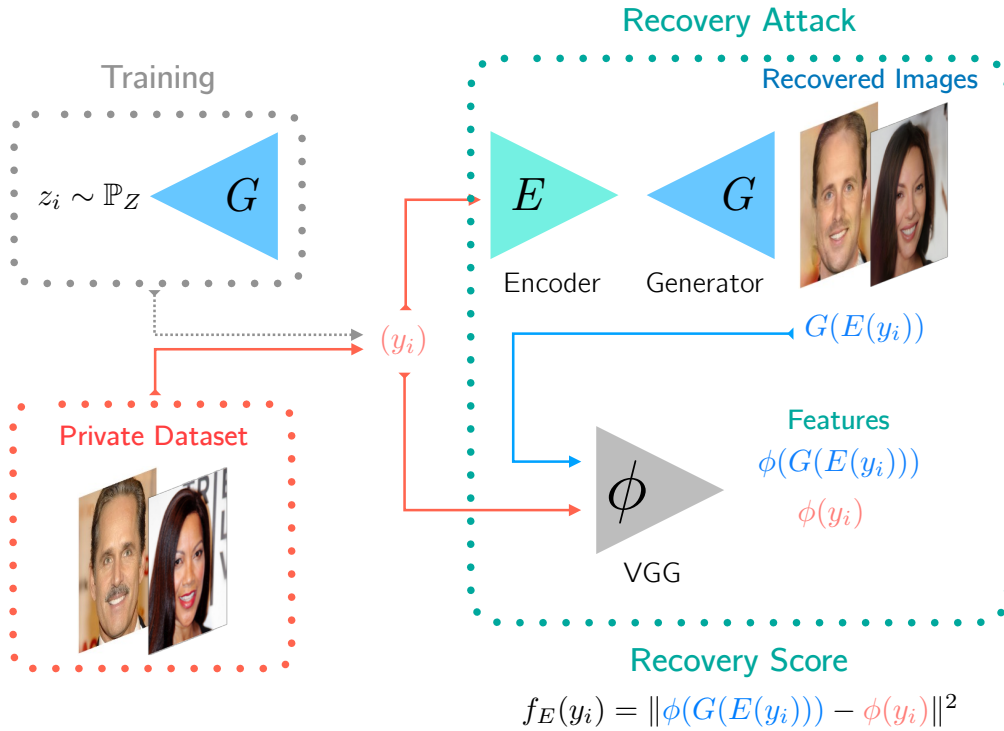 Recovery Attack
Training
Recovered Images
z_i ∼ ℙ_Z
G
E
G
Encoder
Generator
G(E(y_i))
(y_i)
Private Dataset
Features
ϕ(G(E(y_i)))
ϕ
ϕ(y_i)
VGG
Recovery Score
f_E(y_i) = ‖ϕ(G(E(y_i))) − ϕ(y_i)‖²